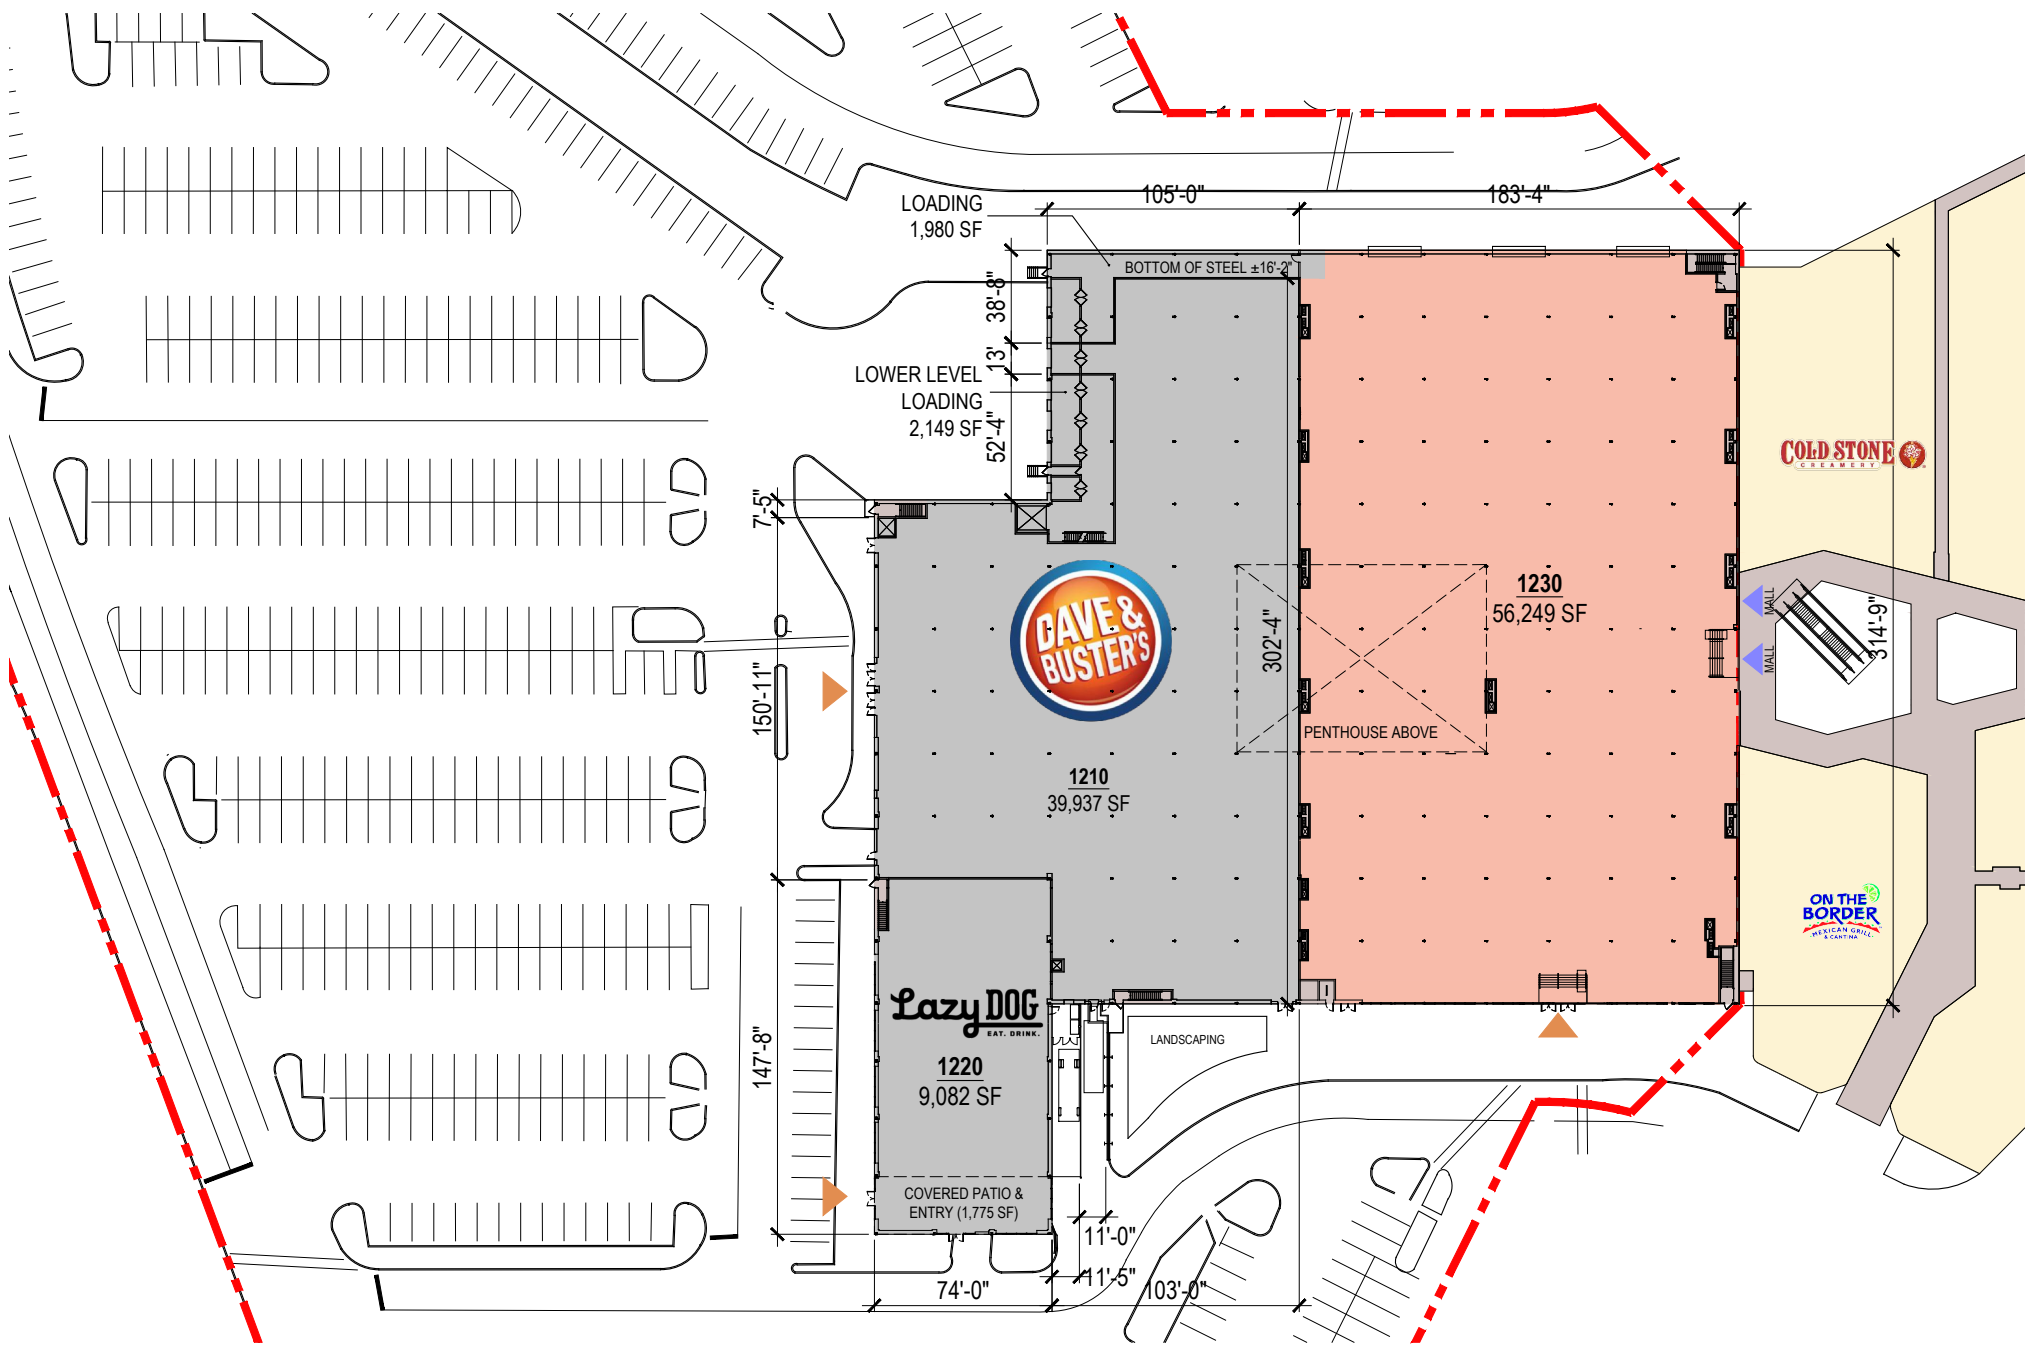 105'-0"
183'-4"
LOADING
1,980 SF
BOTTOM OF STEEL ±16'-2"
38'-8"
13'
LOWER LEVEL
LOADING
2,149 SF
52'-4"
COLD STONE
CREAMERY
7'-5"
DAVE &
BUSTER'S
302'-4"
1230
56,249 SF
MALL
MALL
314'-9"
150'-11"
PENTHOUSE ABOVE
1210
39,937 SF
ON THE
BORDER
MEXICAN GRILL
& CANTINA
Lazy DOG
EAT. DRINK.
LANDSCAPING
147'-8"
1220
9,082 SF
COVERED PATIO &
ENTRY (1,775 SF)
11'-0"
11'-5"
74'-0"
103'-0"